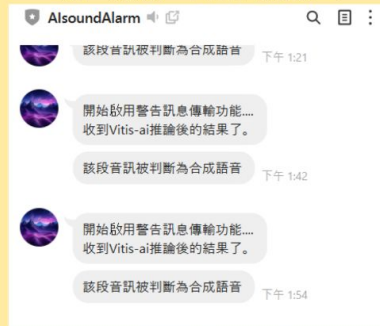 AIsoundAlarm
該段音訊被判斷為合成語音
下午 1:21
開始啟用警告訊息傳輸功能....
收到Vitis-ai推論後的結果了。
該段音訊被判斷為合成語音
下午 1:42
開始啟用警告訊息傳輸功能....
收到Vitis-ai推論後的結果了。
該段音訊被判斷為合成語音
下午 1:54